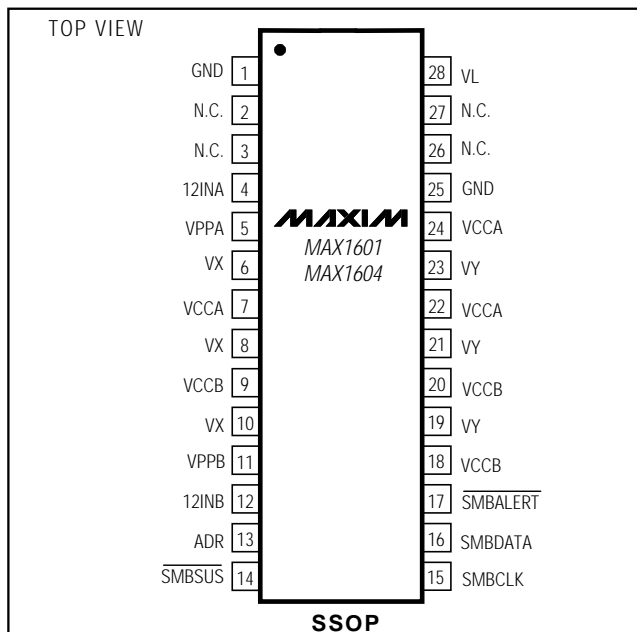 TOP VIEW
GND 1 28 VL
N.C. 2 27 N.C.
N.C. 3 26 N.C.
12INA 4 25 GND
VPPA 5 24 VCCA
MAXIM
MAX1601
MAX1604
VX 6 23 VY
VCCA 7 22 VCCA
VX 8 21 VY
VCCB 9 20 VCCB
VX 10 19 VY
VPPB 11 18 VCCB
12INB 12 17 SMBALERT
ADR 13 16 SMBDATA
SMBSUS 14 15 SMBCLK
SSOP